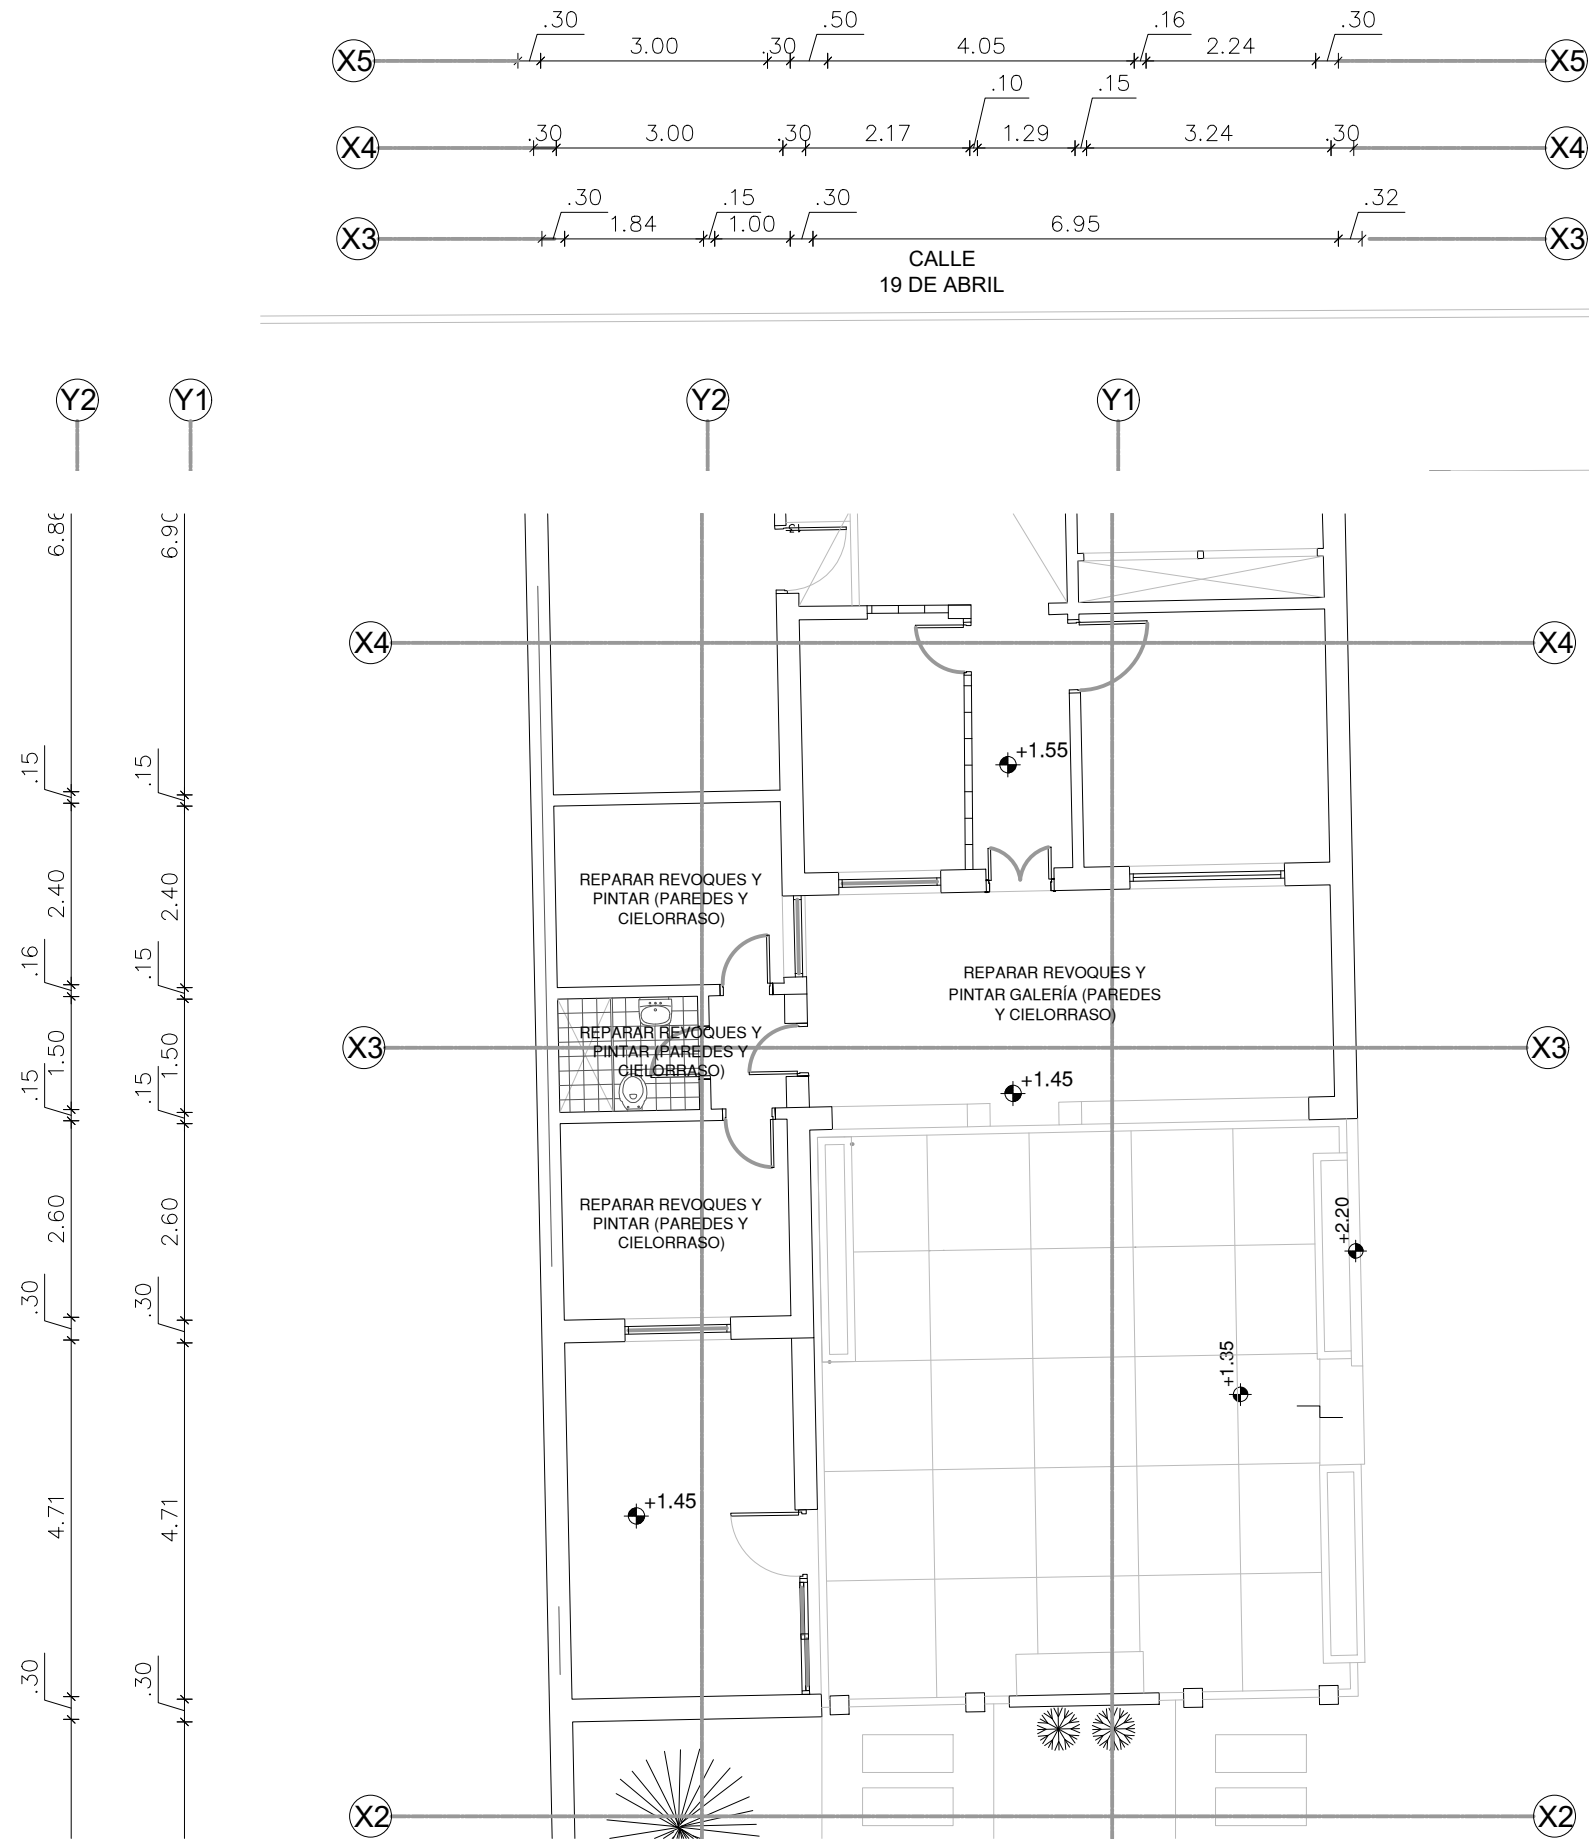 .30 .50 .16 .30
X5 3.00 .30 4.05 2.24 X5
.10 .15
X4 .30 3.00 .30 2.17 1.29 3.24 .30 X4
.30 .15 .30 .32
X3 1.84 1.00 6.95 X3
CALLE
19 DE ABRIL
Y2 Y1 Y2 Y1
6.86 6.90
X4 X4
.15 .15
+1.55
2.40 2.40
REPARAR REVOQUES Y
PINTAR (PAREDES Y
CIELORRASO)
.16 .15
REPARAR REVOQUES Y
PINTAR GALERÍA (PAREDES
Y CIELORRASO)
1.50 1.50
REPARAR REVOQUES Y
PINTAR (PAREDES Y
CIELORRASO)
X3 X3
.15 .15
+1.45
2.60 2.60
REPARAR REVOQUES Y
PINTAR (PAREDES Y
CIELORRASO)
+2.20
.30 .30
+1.35
4.71 4.71
+1.45
.30 .30
X2 X2